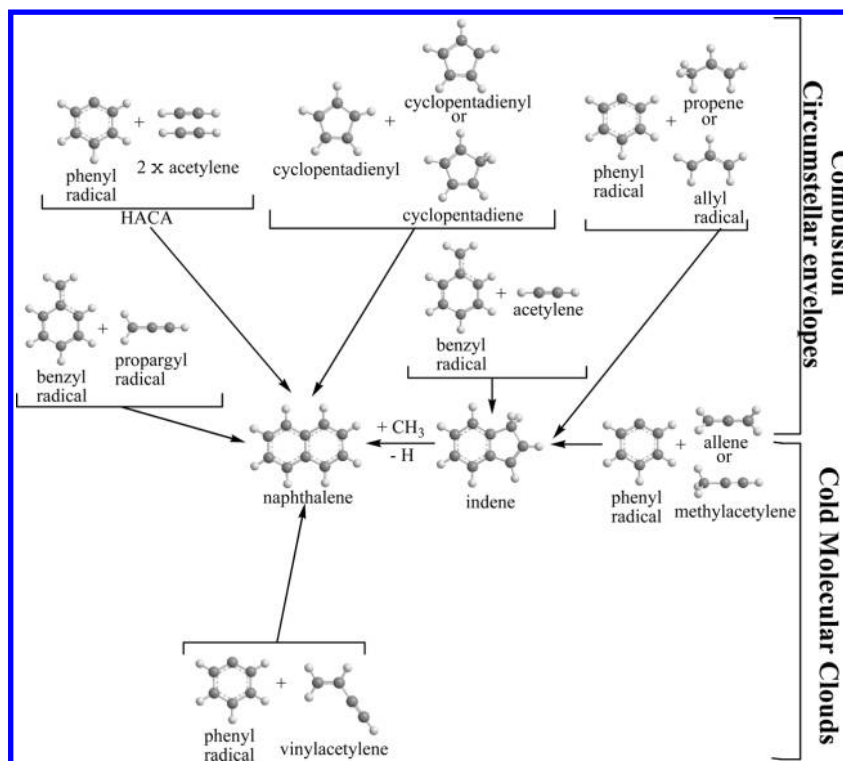 phenyl
radical
+
2 x acetylene
HACA
cyclopentadienyl
+
cyclopentadienyl
or
cyclopentadiene
phenyl
radical
+
propene
or
allyl
radical
Combustion
Circumstellar envelopes
benzyl
radical
+
propargyl
radical
benzyl
radical
+
acetylene
naphthalene
+ CH3
- H
indene
phenyl
radical
+
allene
or
methylacetylene
Cold Molecular Clouds
phenyl
radical
+
vinylacetylene